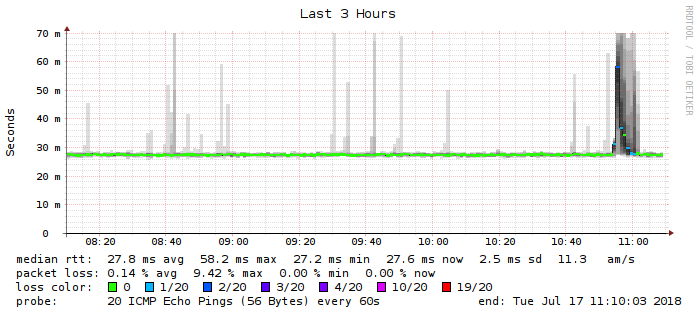 Last 3 Hours
RRDTOOL / TOBI OETIKER
Seconds
70 m
60 m
50 m
40 m
30 m
20 m
10 m
0
08:20 08:40 09:00 09:20 09:40 10:00 10:20 10:40 11:00
median rtt: 27.8 ms avg 58.2 ms max 27.2 ms min 27.6 ms now 2.5 ms sd 11.3 am/s
packet loss: 0.14 % avg 9.42 % max 0.00 % min 0.00 % now
loss color: 0 1/20 2/20 3/20 4/20 10/20 19/20
probe: 20 ICMP Echo Pings (56 Bytes) every 60s end: Tue Jul 17 11:10:03 2018